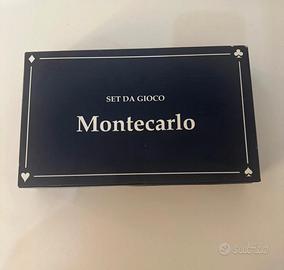 SET DA GIOCO
Montecarlo
subito